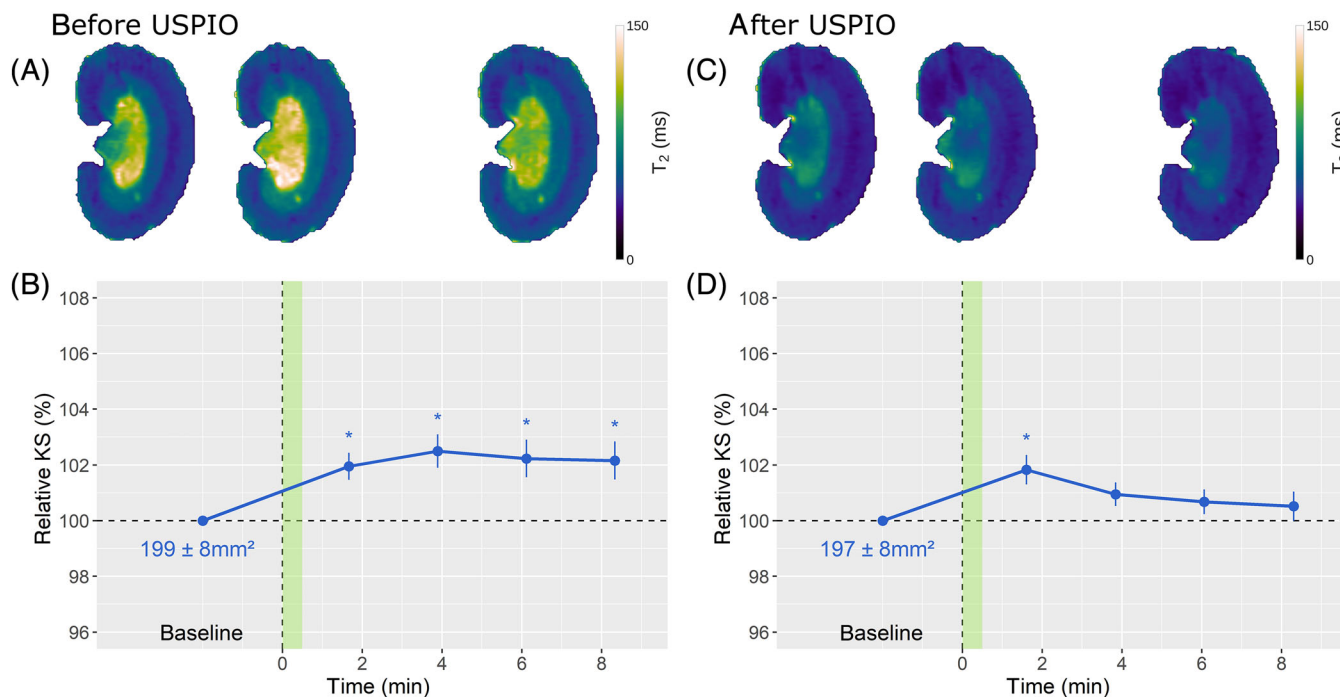 Before USPIO
After USPIO
(A)
150
T₂ (ms)
0
(C)
150
(ms)
0
(B)
108
106
104
102
100
98
96
Relative KS (%)
*
*
*
*
199 ± 8mm²
Baseline
0
2
4
6
8
Time (min)
(D)
108
106
104
102
100
98
96
Relative KS (%)
*
197 ± 8mm²
Baseline
0
2
4
6
8
Time (min)